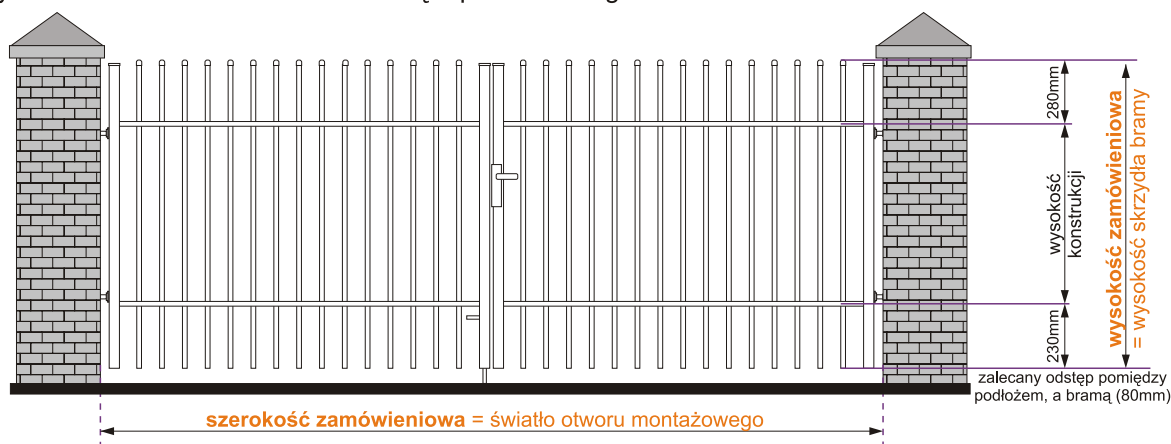 280mm
wysokość
konstrukcji
230mm
wysokość zamówieniowa
= wysokość skrzydła bramy
zalecany odstęp pomiędzy
podłożem, a bramą (80mm)
szerokość zamówieniowa = światło otworu montażowego